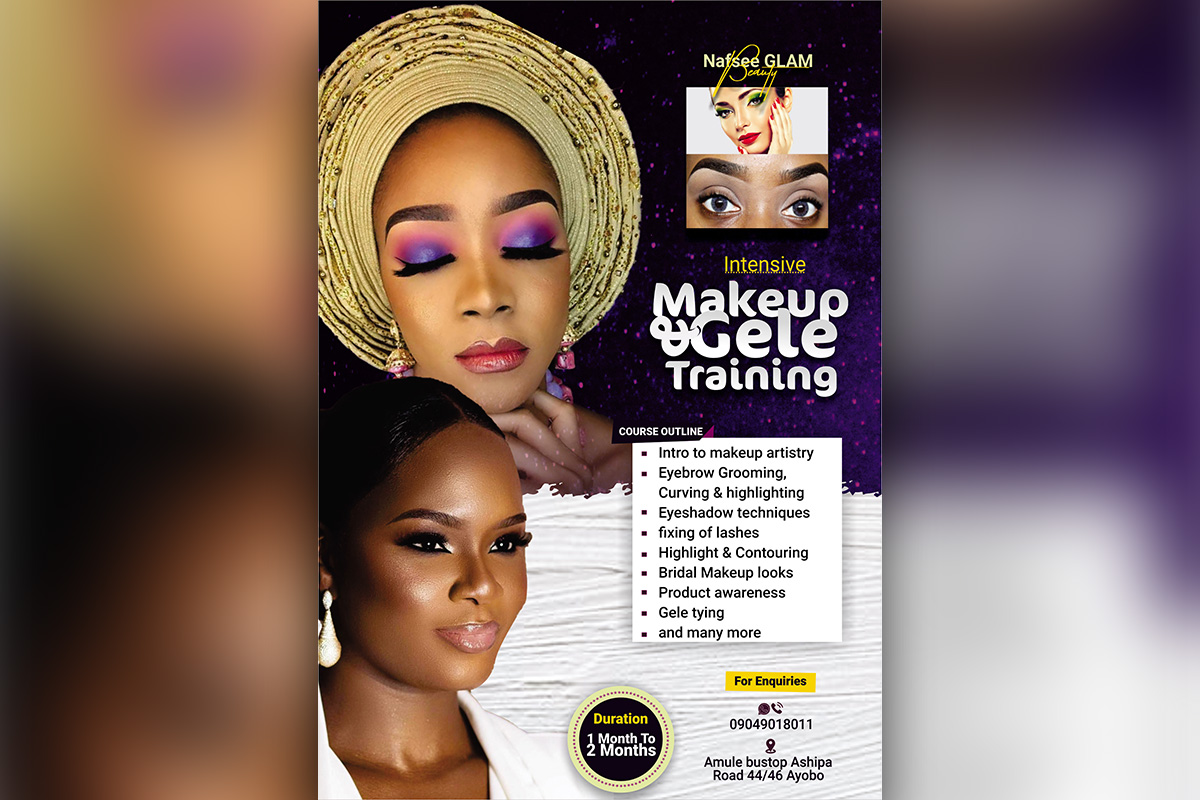 Nafsee GLAM
Beauty
Intensive
Makeup
& Gele
Training
COURSE OUTLINE
Intro to makeup artistry
Eyebrow Grooming,
Curving & highlighting
Eyeshadow techniques
fixing of lashes
Highlight & Contouring
Bridal Makeup looks
Product awareness
Gele tying
and many more
For Enquiries
09049018011
Amule bustop Ashipa
Road 44/46 Ayobo
Duration
1 Month To
2 Months